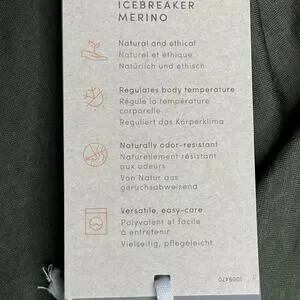 ICEBREAKER
MERINO
Natural and ethical
Naturel et éthique
Natürlich und ethisch
Regulates body temperature
Régule la température
corporelle
Reguliert das Körperklima
Naturally odor-resistant
Naturellement résistant
aux odeurs
Von Natur aus
geruchsabweisend
Versatile, easy-care
Polyvalent et facile
à entretenir
Vielseitig, pflegeleicht